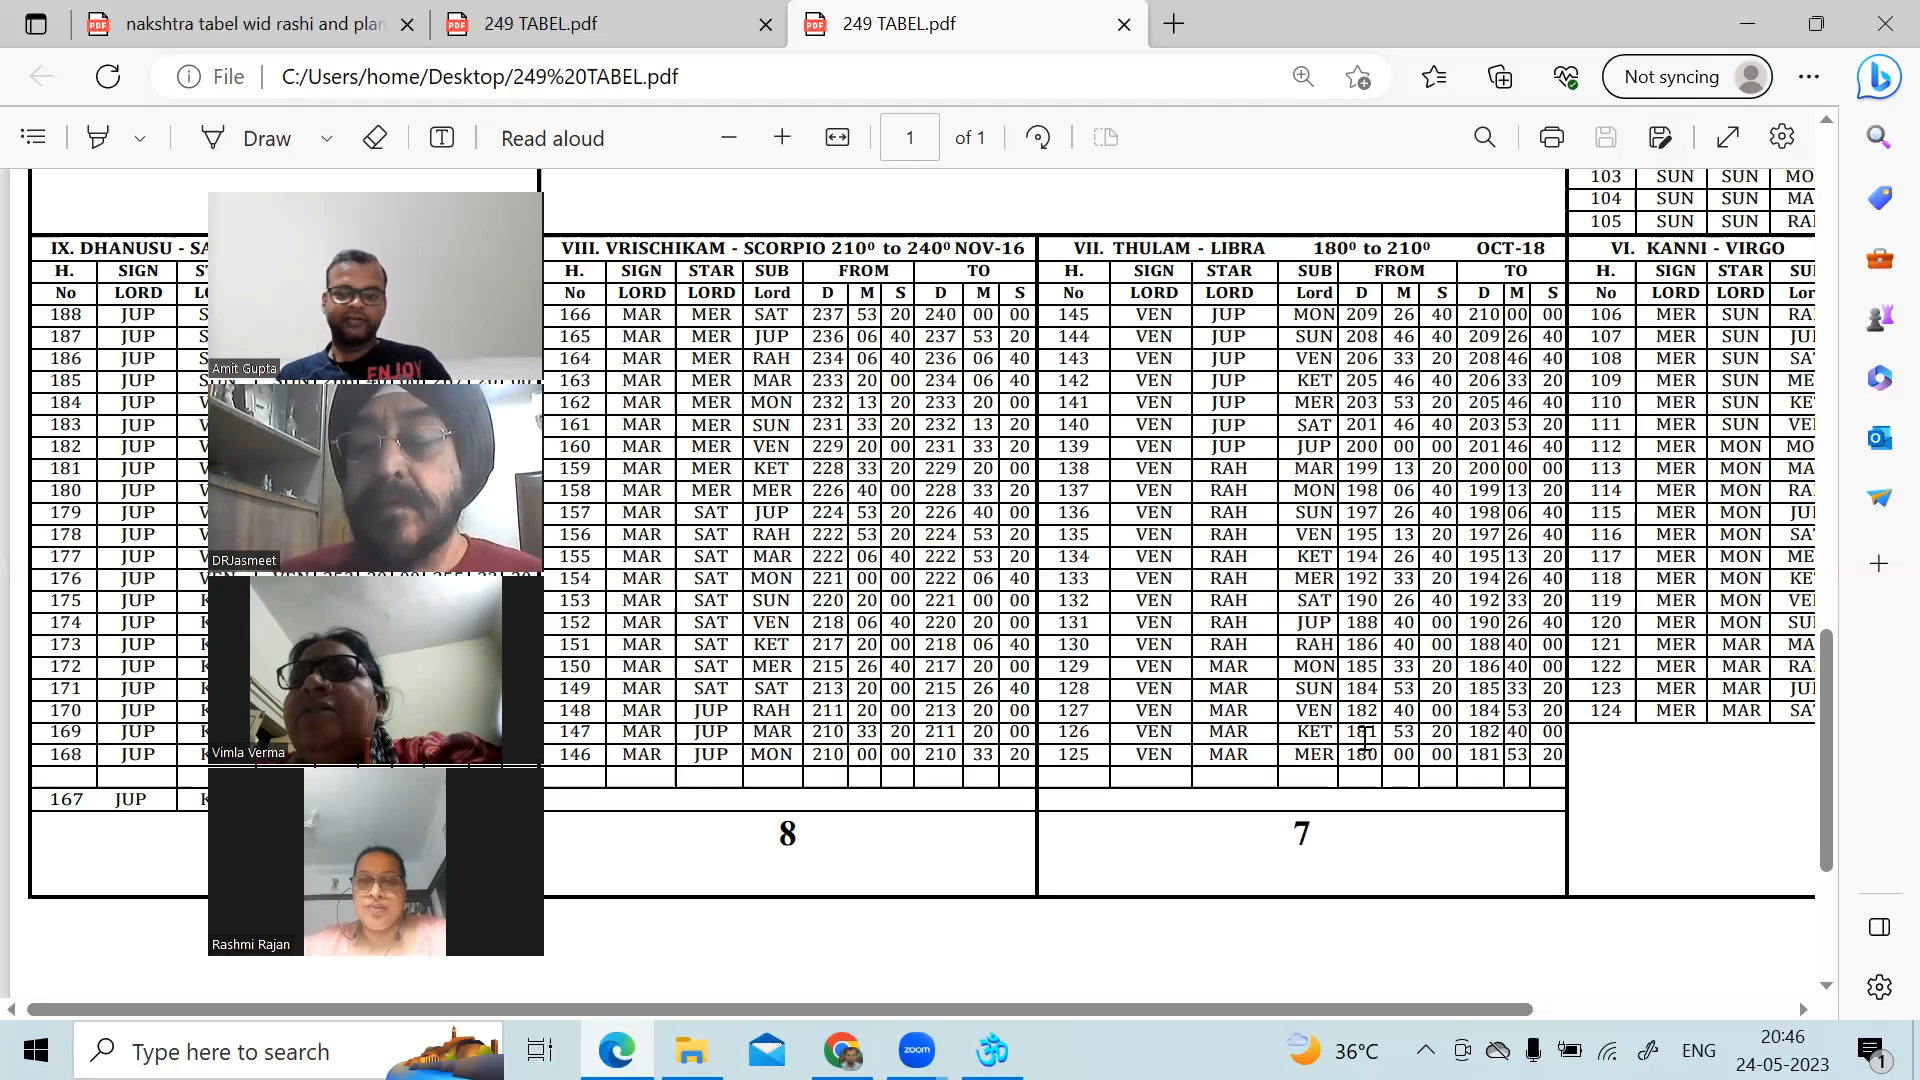 nakshtra tabel wid rashi and plan
249 TABEL.pdf
249 TABEL.pdf
File
C:/Users/home/Desktop/249%20TABEL.pdf
Not syncing
Draw
Read aloud
1 of 1
103 SUN SUN MO
104 SUN SUN MA
105 SUN SUN RA
IX. DHANUSU - SA VIII. VRISCHIKAM - SCORPIO 210⁰ to 240⁰ NOV-16 VII. THULAM - LIBRA 180⁰ to 210⁰ OCT-18 VI. KANNI - VIRGO
H. SIGN H. SIGN STAR SUB FROM TO H. SIGN STAR SUB FROM TO H. SIGN STAR SU
No LORD No LORD LORD Lord D M S D M S No LORD LORD Lord D M S D M S No LORD LORD Lor
188 JUP 166 MAR MER SAT 237 53 20 240 00 00 145 VEN JUP MON 209 26 40 210 00 00 106 MER SUN RA
187 JUP 165 MAR MER JUP 236 06 40 237 53 20 144 VEN JUP SUN 208 46 40 209 26 40 107 MER SUN JU
186 JUP 164 MAR MER RAH 234 06 40 236 06 40 143 VEN JUP VEN 206 33 20 208 46 40 108 MER SUN SA
185 JUP 163 MAR MER MAR 233 20 00 234 06 40 142 VEN JUP KET 205 46 40 206 33 20 109 MER SUN ME
184 JUP 162 MAR MER MON 232 13 20 233 20 00 141 VEN JUP MER 203 53 20 205 46 40 110 MER SUN KE
183 JUP 161 MAR MER SUN 231 33 20 232 13 20 140 VEN JUP SAT 201 46 40 203 53 20 111 MER SUN VE
182 JUP 160 MAR MER VEN 229 20 00 231 33 20 139 VEN JUP JUP 200 00 00 201 46 40 112 MER MON MO
181 JUP 159 MAR MER KET 228 33 20 229 20 00 138 VEN RAH MAR 199 13 20 200 00 00 113 MER MON MA
180 JUP 158 MAR MER MER 226 40 00 228 33 20 137 VEN RAH MON 198 06 40 199 13 20 114 MER MON RA
179 JUP 157 MAR SAT JUP 224 53 20 226 40 00 136 VEN RAH SUN 197 26 40 198 06 40 115 MER MON JU
178 JUP 156 MAR SAT RAH 222 53 20 224 53 20 135 VEN RAH VEN 195 13 20 197 26 40 116 MER MON SA
177 JUP 155 MAR SAT MAR 222 06 40 222 53 20 134 VEN RAH KET 194 26 40 195 13 20 117 MER MON ME
176 JUP 154 MAR SAT MON 221 00 00 222 06 40 133 VEN RAH MER 192 33 20 194 26 40 118 MER MON KE
175 JUP 153 MAR SAT SUN 220 20 00 221 00 00 132 VEN RAH SAT 190 26 40 192 33 20 119 MER MON VE
174 JUP 152 MAR SAT VEN 218 06 40 220 20 00 131 VEN RAH JUP 188 40 00 190 26 40 120 MER MON SU
173 JUP 151 MAR SAT KET 217 20 00 218 06 40 130 VEN RAH RAH 186 40 00 188 40 00 121 MER MAR MA
172 JUP 150 MAR SAT MER 215 26 40 217 20 00 129 VEN MAR MON 185 33 20 186 40 00 122 MER MAR RA
171 JUP 149 MAR SAT SAT 213 20 00 215 26 40 128 VEN MAR SUN 184 53 20 185 33 20 123 MER MAR JU
170 JUP 148 MAR JUP RAH 211 20 00 213 20 00 127 VEN MAR VEN 182 40 00 184 53 20 124 MER MAR SA
169 JUP 147 MAR JUP MAR 210 33 20 211 20 00 126 VEN MAR KET 181 53 20 182 40 00
168 JUP 146 MAR JUP MON 210 00 00 210 33 20 125 VEN MAR MER 180 00 00 181 53 20
167 JUP
8 7
ENJOY
Amit Gupta
DRJasmeet
Vimla Verma
Rashmi Rajan
Type here to search
zoom
36°C
ENG
20:46
24-05-2023
1